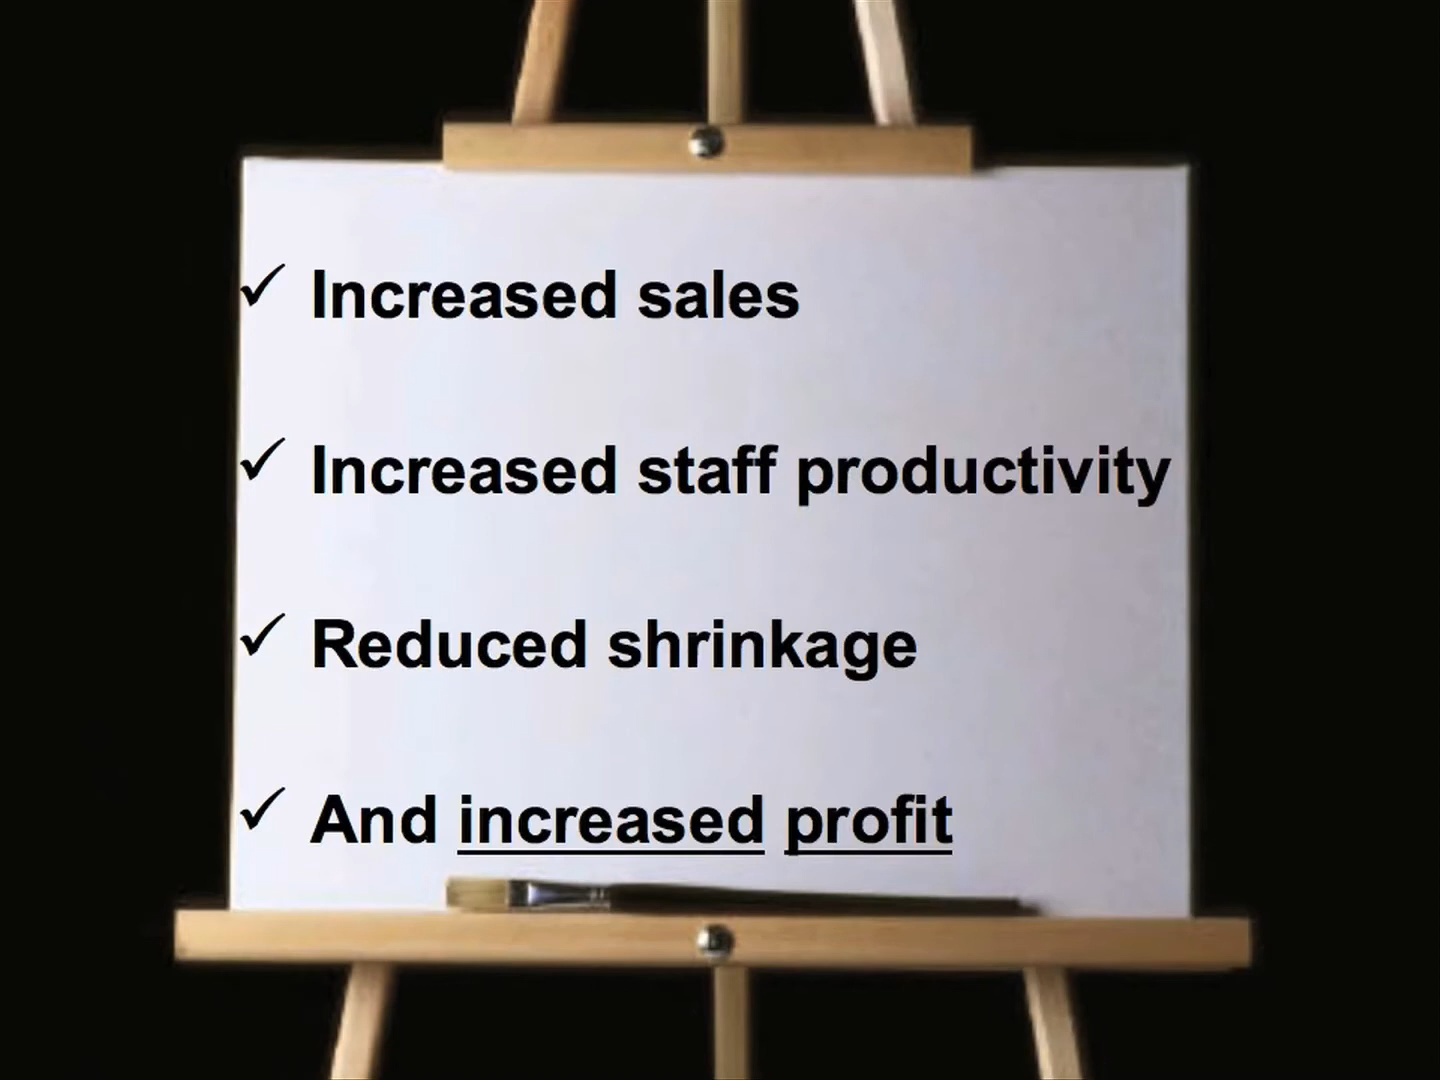 ✓ Increased sales
✓ Increased staff productivity
✓ Reduced shrinkage
✓ And increased profit